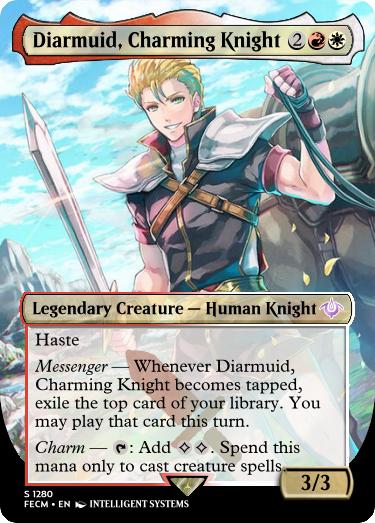 Diarmuid, Charming Knight 2
Legendary Creature — Human Knight
Haste
Messenger — Whenever Diarmuid,
Charming Knight becomes tapped,
exile the top card of your library. You
may play that card this turn.
Charm — : Add . Spend this
mana only to cast creature spells.
3/3
S 1280
FECM • EN INTELLIGENT SYSTEMS